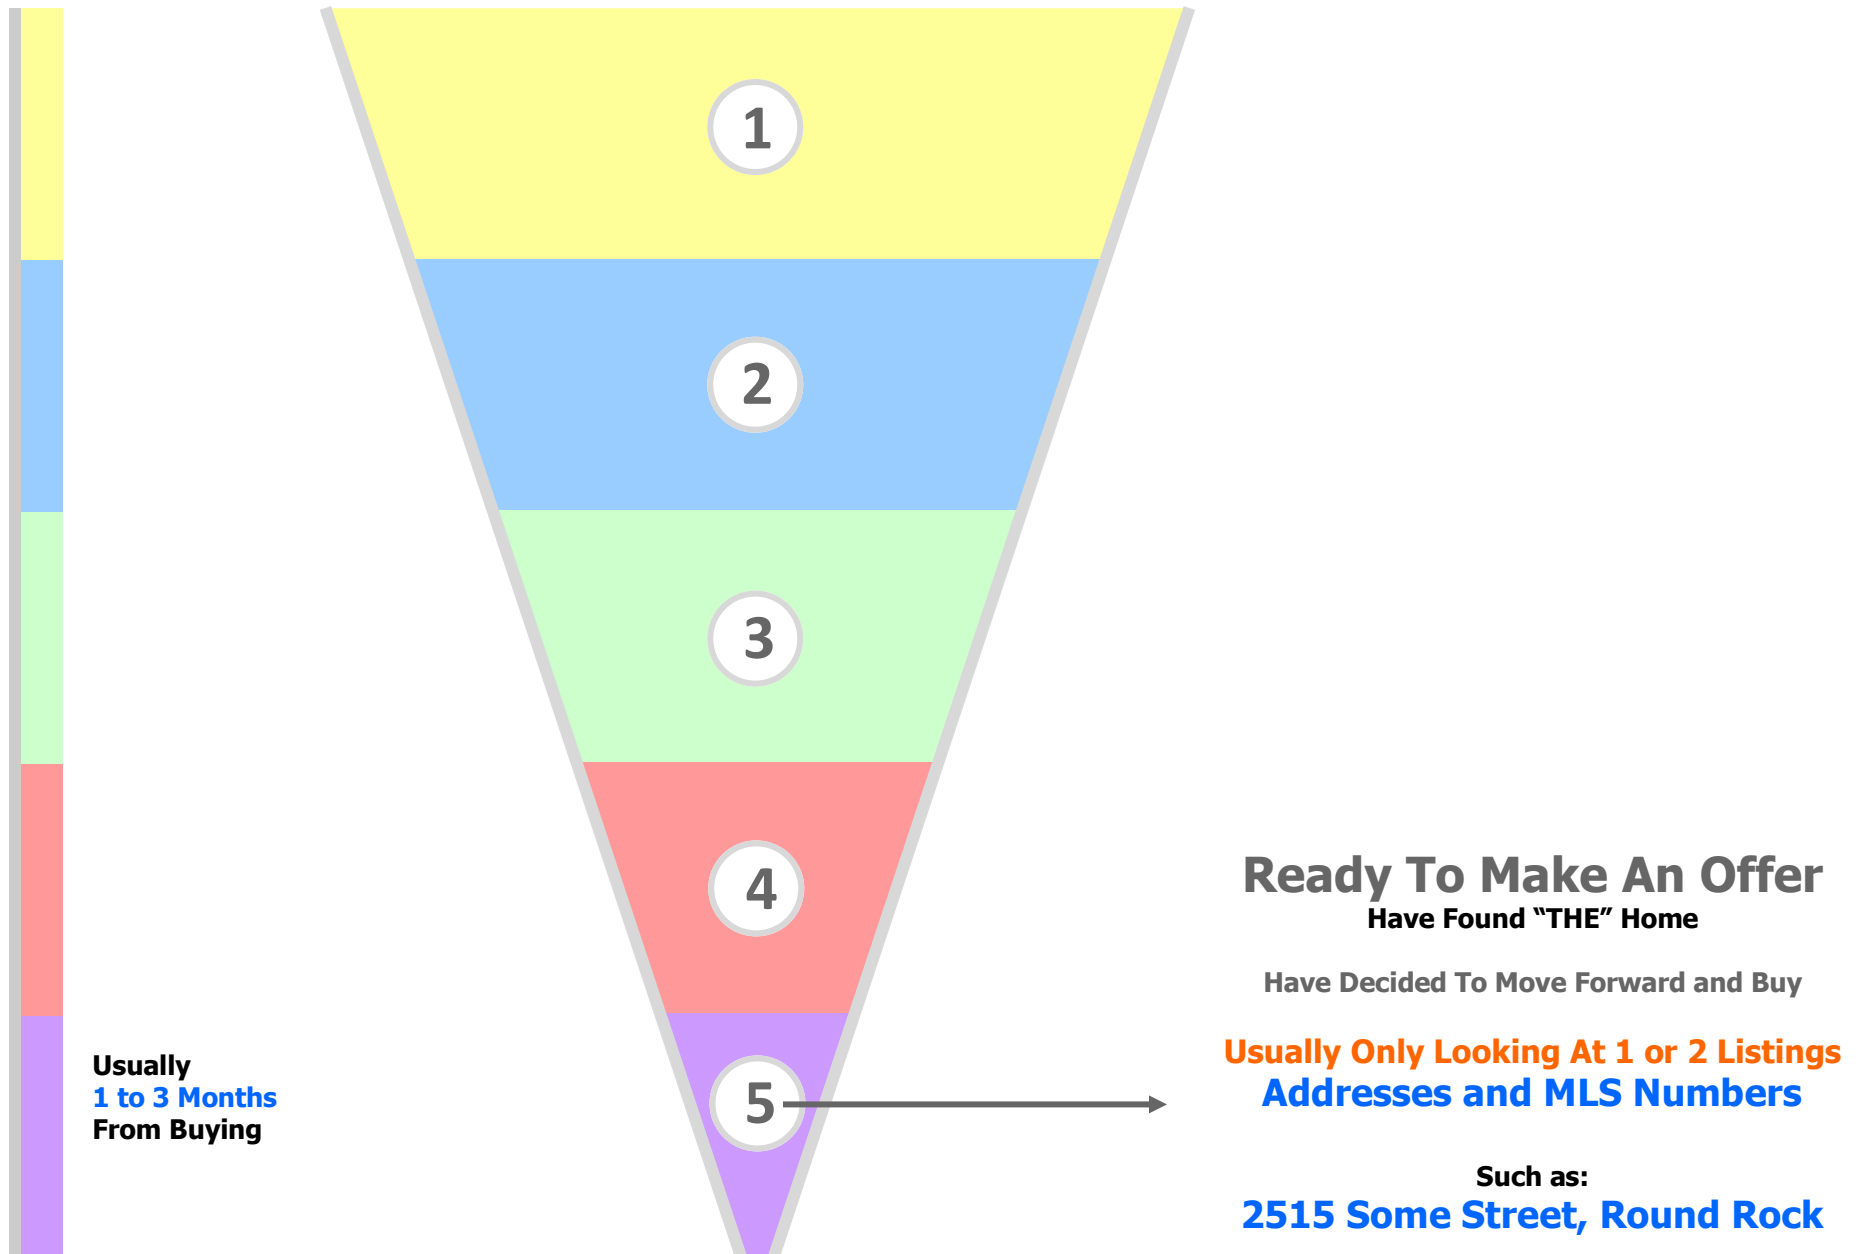 1
2
3
4
Ready To Make An Offer
Have Found “THE” Home
Have Decided To Move Forward and Buy
Usually Only Looking At 1 or 2 Listings
Addresses and MLS Numbers
Usually
1 to 3 Months
From Buying
5
Such as:
2515 Some Street, Round Rock